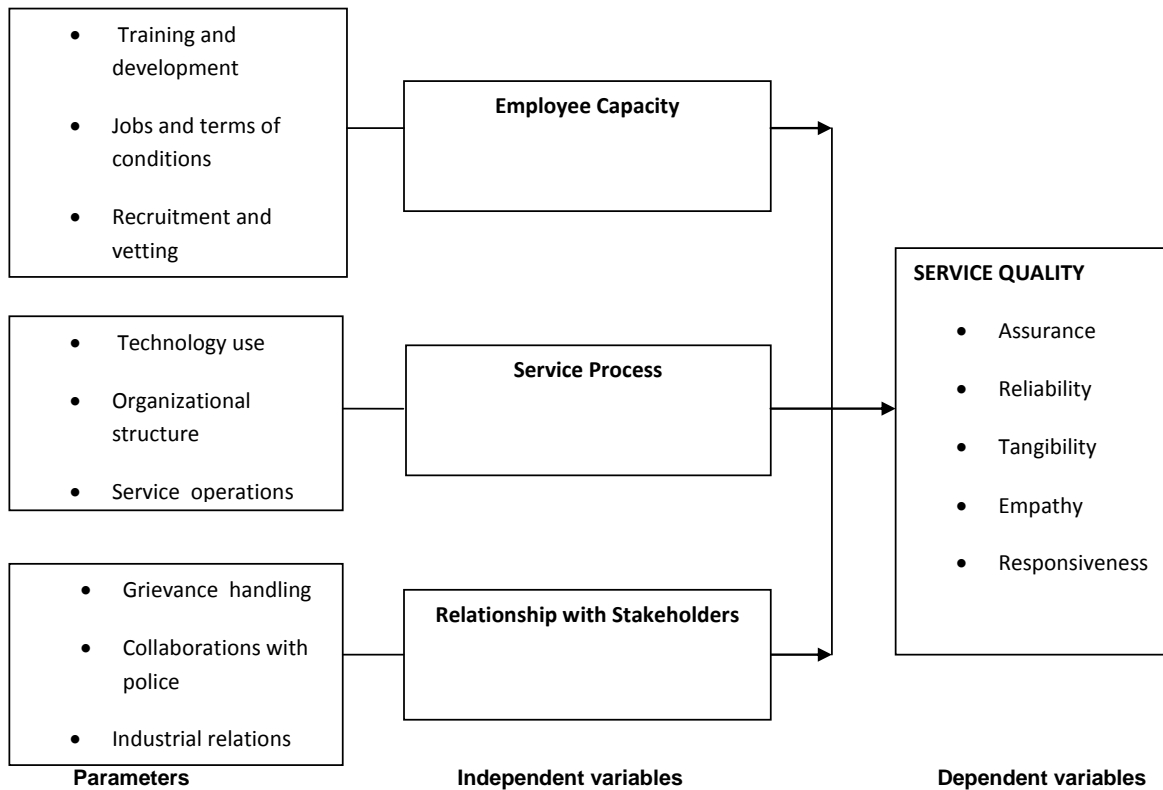 • Training and
development
• Jobs and terms of
conditions
• Recruitment and
vetting
Employee Capacity
• Technology use
• Organizational
structure
• Service operations
Service Process
• Grievance handling
• Collaborations with
police
• Industrial relations
Relationship with Stakeholders
SERVICE QUALITY
• Assurance
• Reliability
• Tangibility
• Empathy
• Responsiveness
Parameters
Independent variables
Dependent variables